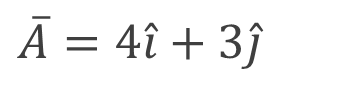 Ā = 4î + 3ĵ